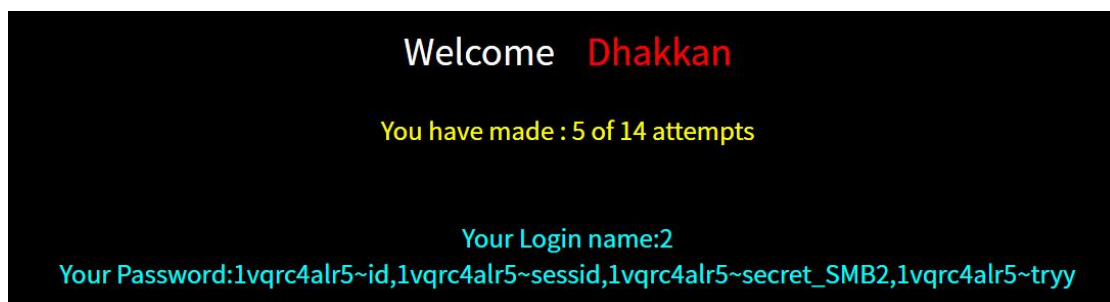 Welcome Dhakkan
You have made : 5 of 14 attempts
Your Login name:2
Your Password:1vqrc4alr5~id,1vqrc4alr5~sessid,1vqrc4alr5~secret_SMB2,1vqrc4alr5~tryy